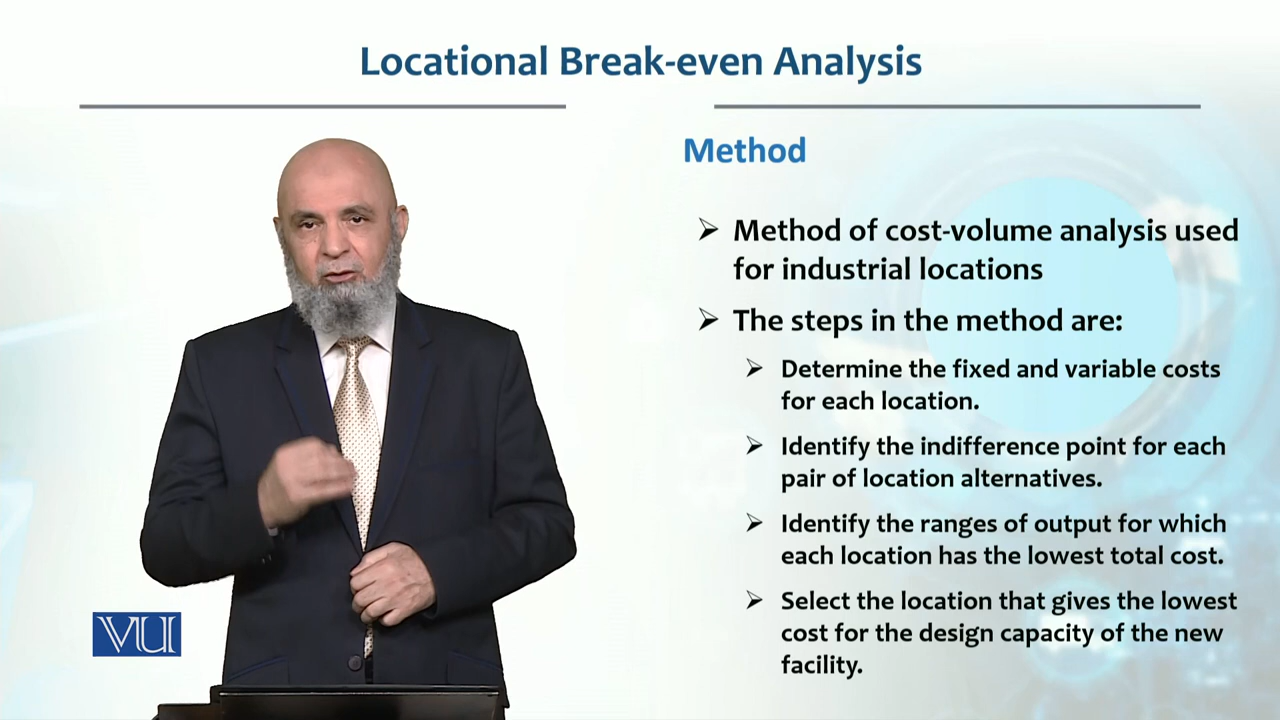 Locational Break-even Analysis
Method
➢ Method of cost-volume analysis used
for industrial locations
➢ The steps in the method are:
➢ Determine the fixed and variable costs
for each location.
➢ Identify the indifference point for each
pair of location alternatives.
➢ Identify the ranges of output for which
each location has the lowest total cost.
➢ Select the location that gives the lowest
cost for the design capacity of the new
facility.
VU